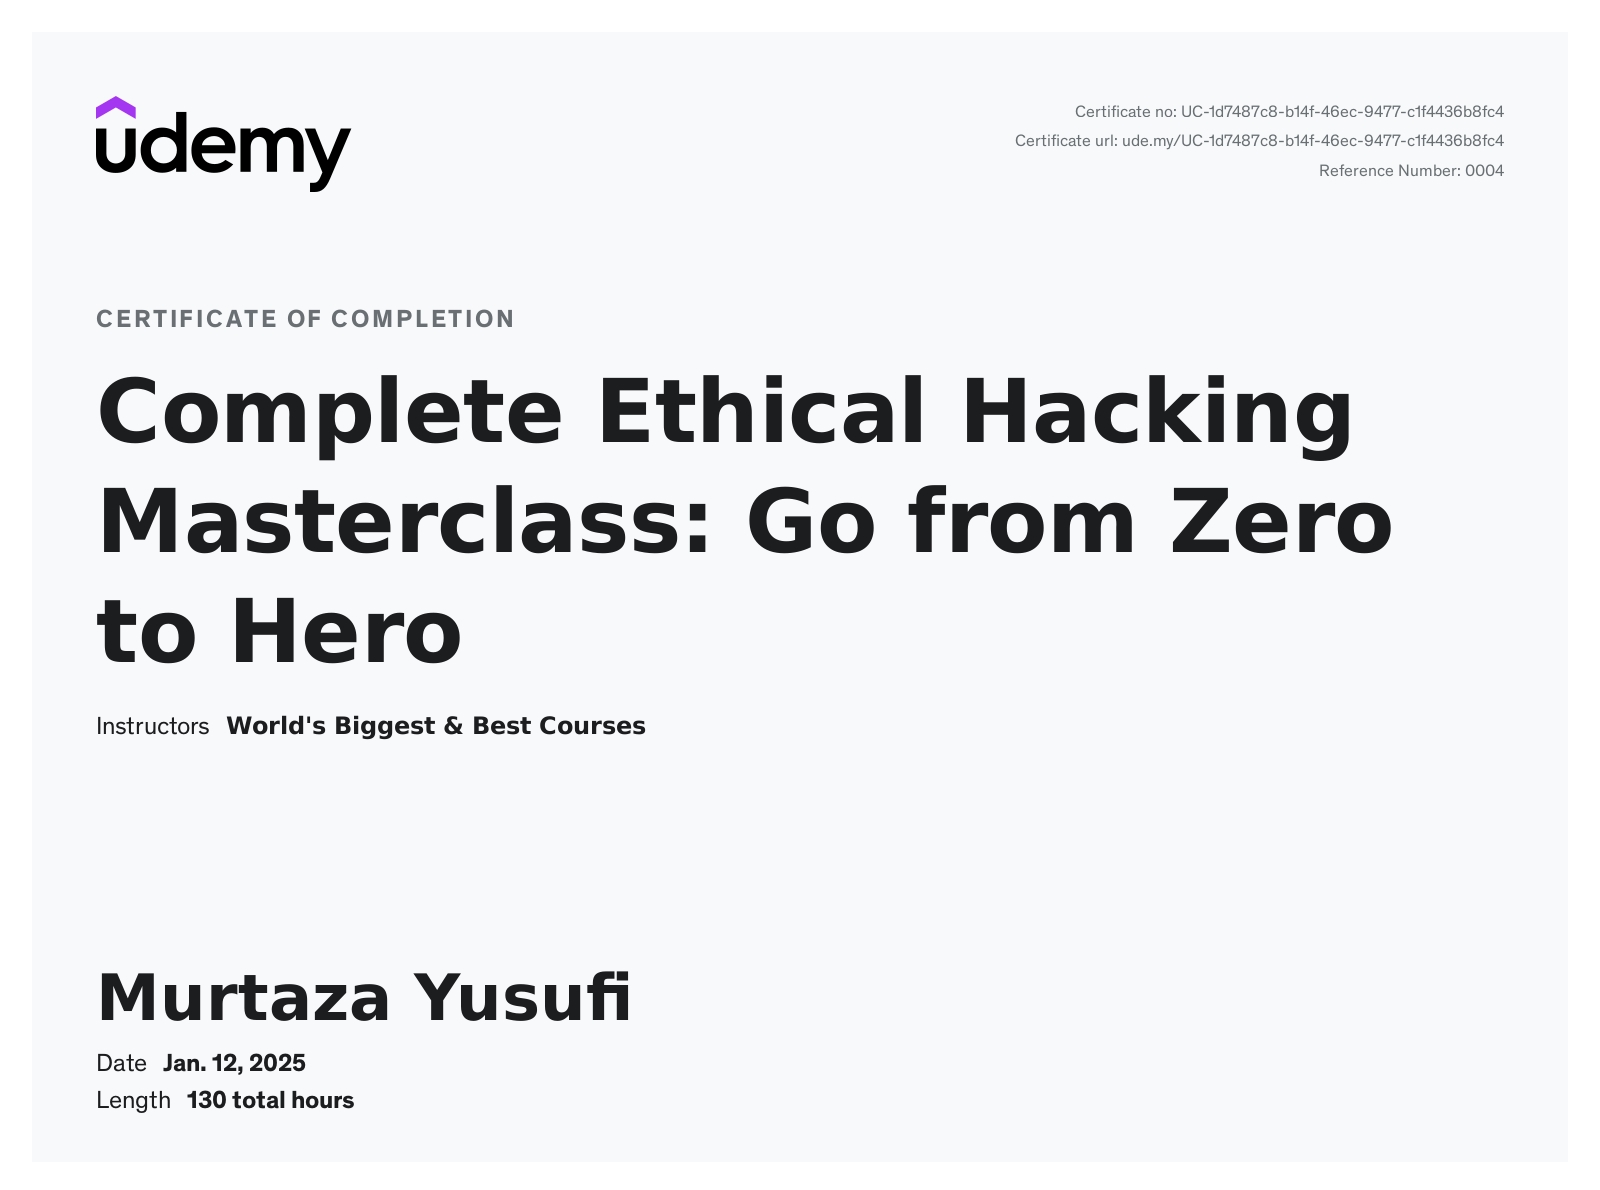 udemy
Certificate no: UC-1d7487c8-b14f-46ec-9477-c1f4436b8fc4
Certificate url: ude.my/UC-1d7487c8-b14f-46ec-9477-c1f4436b8fc4
Reference Number: 0004
CERTIFICATE OF COMPLETION
Complete Ethical Hacking
Masterclass: Go from Zero
to Hero
Instructors World's Biggest & Best Courses
Murtaza Yusufi
Date Jan. 12, 2025
Length 130 total hours